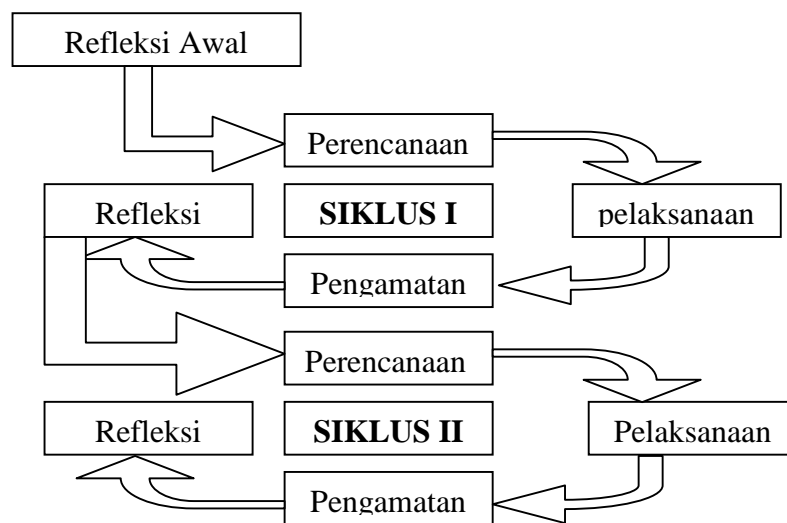 Refleksi Awal
Perencanaan
Refleksi
SIKLUS I
pelaksanaan
Pengamatan
Perencanaan
Refleksi
SIKLUS II
Pelaksanaan
Pengamatan